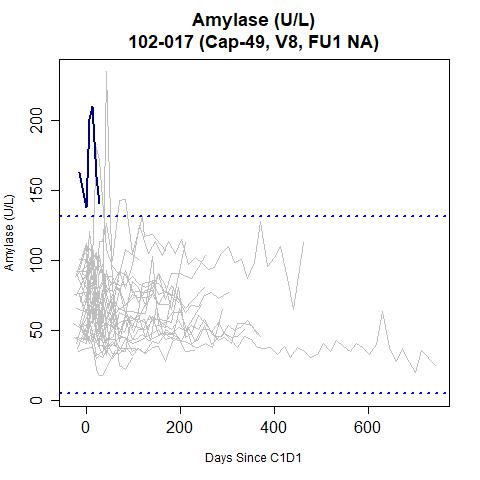 Amylase (U/L)
102-017 (Cap-49, V8, FU1 NA)
Amylase (U/L)
200
150
100
50
0
0 200 400 600
Days Since C1D1